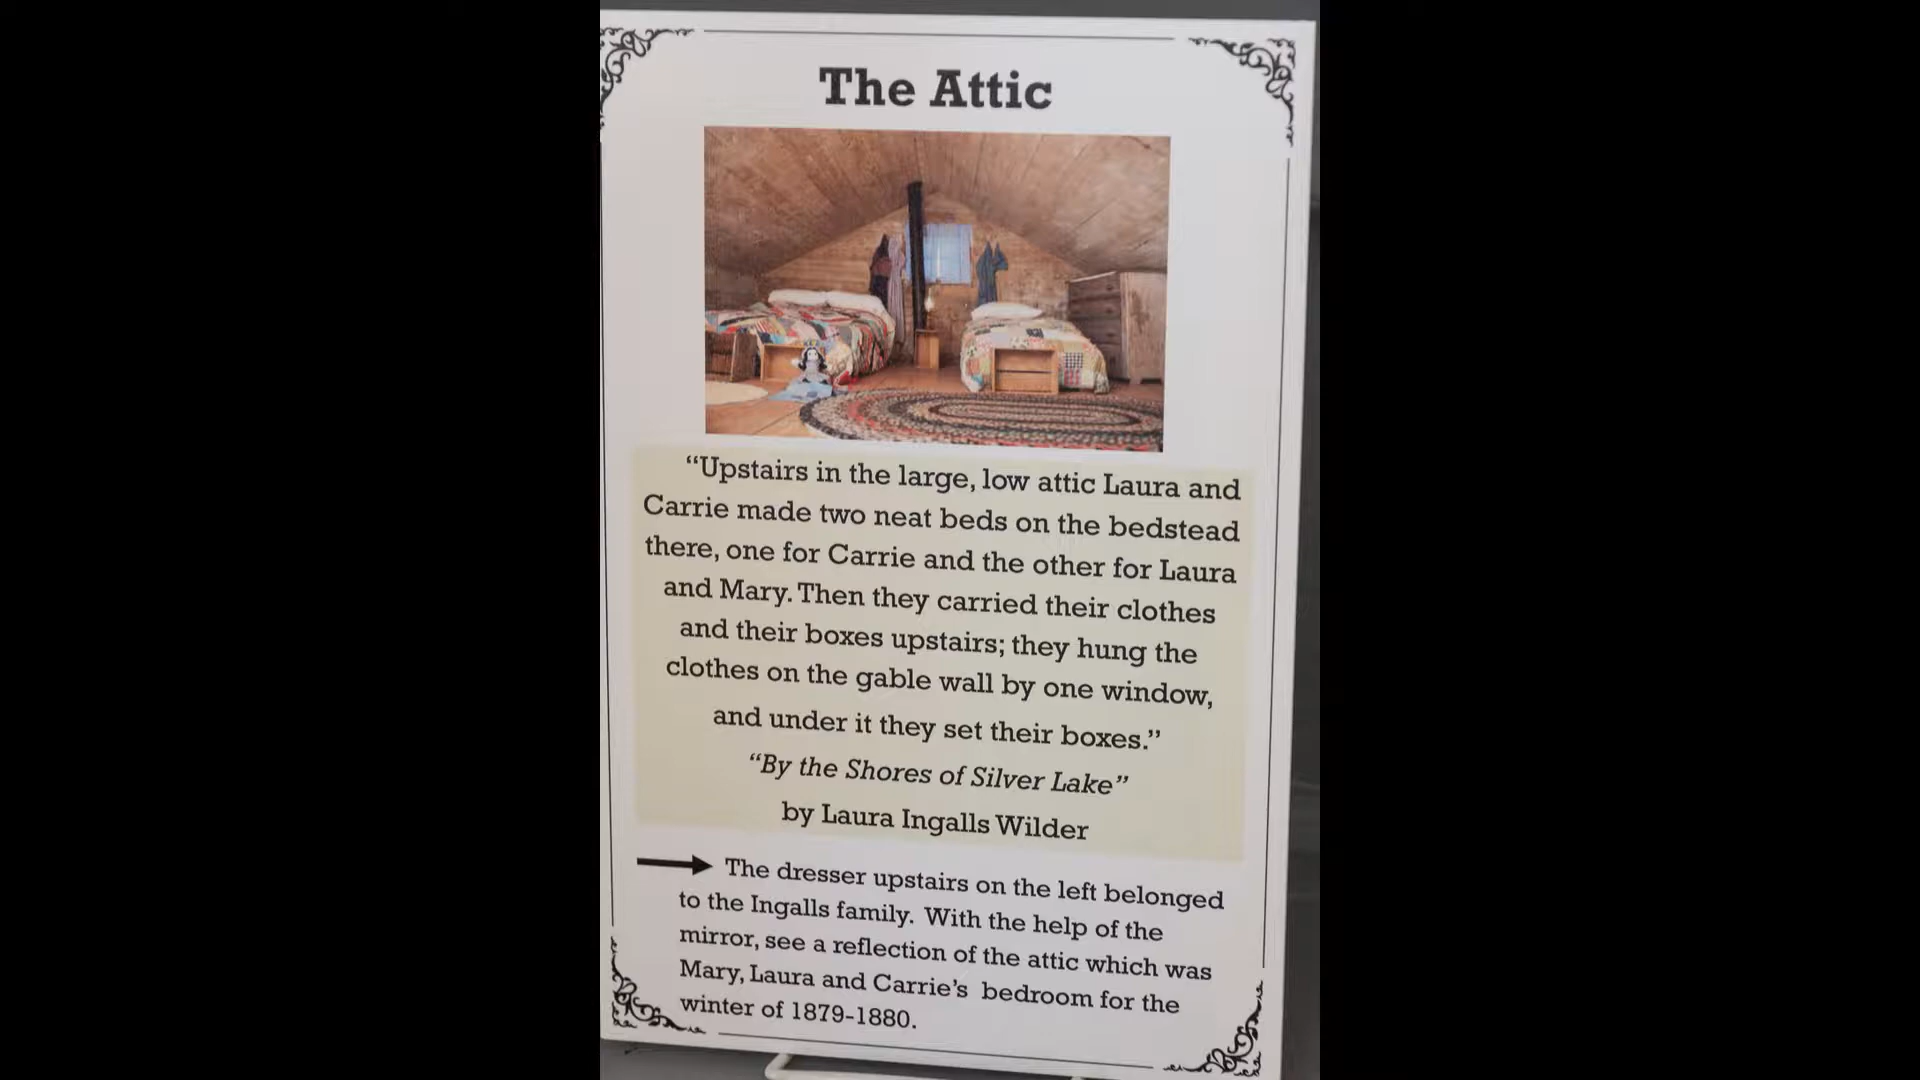 The Attic
“Upstairs in the large, low attic Laura and
Carrie made two neat beds on the bedstead
there, one for Carrie and the other for Laura
and Mary. Then they carried their clothes
and their boxes upstairs; they hung the
clothes on the gable wall by one window,
and under it they set their boxes.”
“By the Shores of Silver Lake”
by Laura Ingalls Wilder
The dresser upstairs on the left belonged
to the Ingalls family. With the help of the
mirror, see a reflection of the attic which was
Mary, Laura and Carrie’s bedroom for the
winter of 1879-1880.